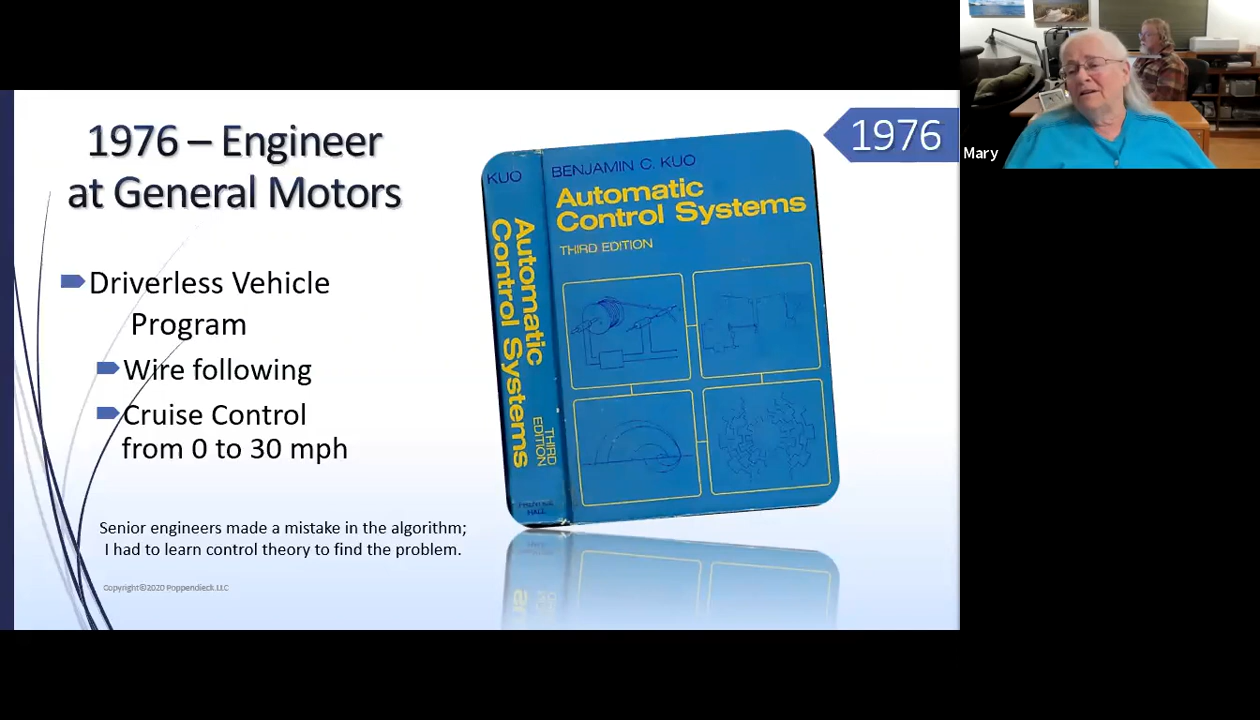 1976 – Engineer
at General Motors
Driverless Vehicle
Program
Wire following
Cruise Control
from 0 to 30 mph
Senior engineers made a mistake in the algorithm;
I had to learn control theory to find the problem.
Copyright©2020 Poppendieck LLC
KUO
Automatic
Control Systems
THIRD
EDITION
PRENTICE
HALL
BENJAMIN C. KUO
Automatic
Control Systems
THIRD EDITION
1976
Mary